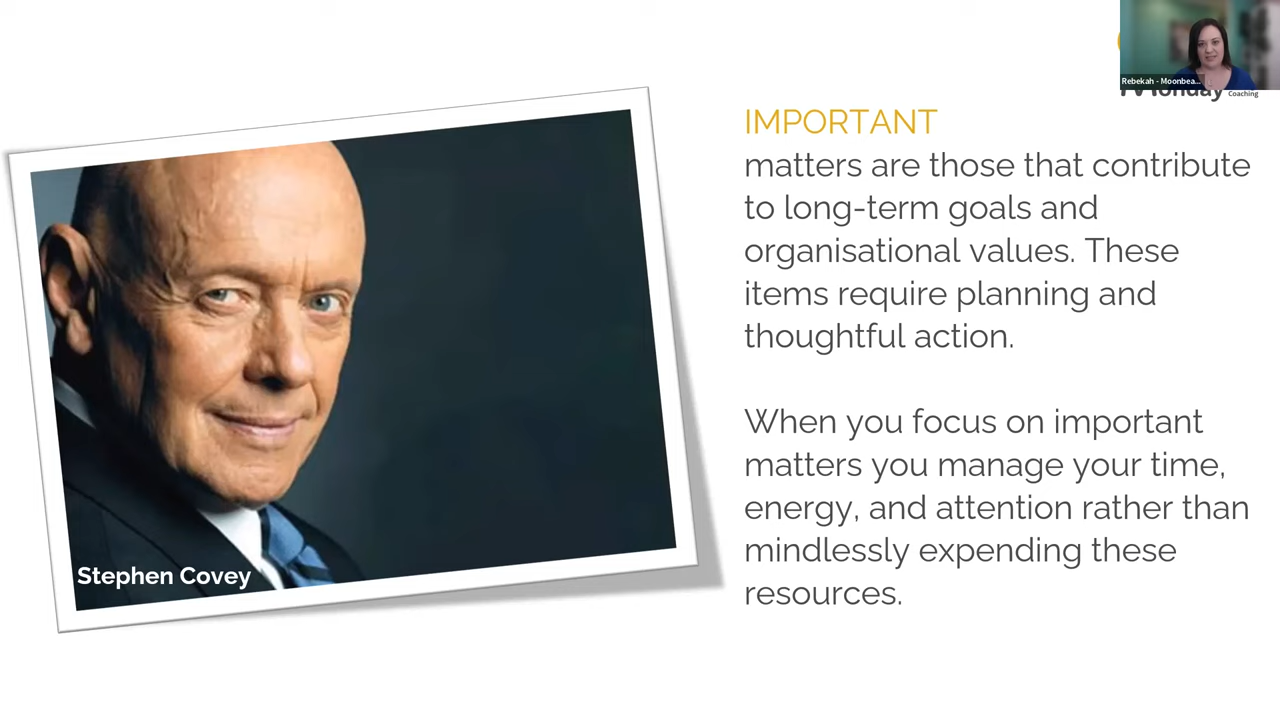 Rebekah - Moonbea...
Coaching
IMPORTANT
matters are those that contribute
to long-term goals and
organisational values. These
items require planning and
thoughtful action.
When you focus on important
matters you manage your time,
energy, and attention rather than
mindlessly expending these
resources.
Stephen Covey